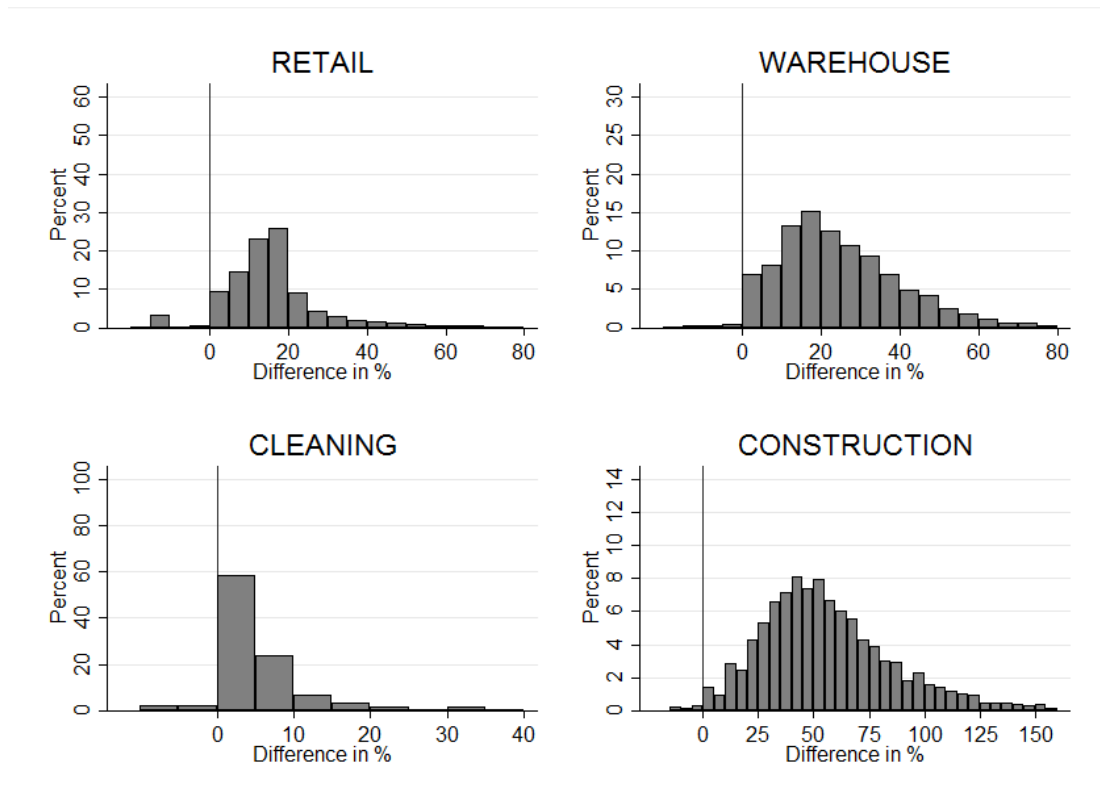 RETAIL
60
50
40
30
20
10
0
Percent
0 20 40 60 80
Difference in %
WAREHOUSE
30
25
20
15
10
5
0
Percent
0 20 40 60 80
Difference in %
CLEANING
100
80
60
40
20
0
Percent
0 10 20 30 40
Difference in %
CONSTRUCTION
14
12
10
8
6
4
2
0
Percent
0 25 50 75 100 125 150
Difference in %